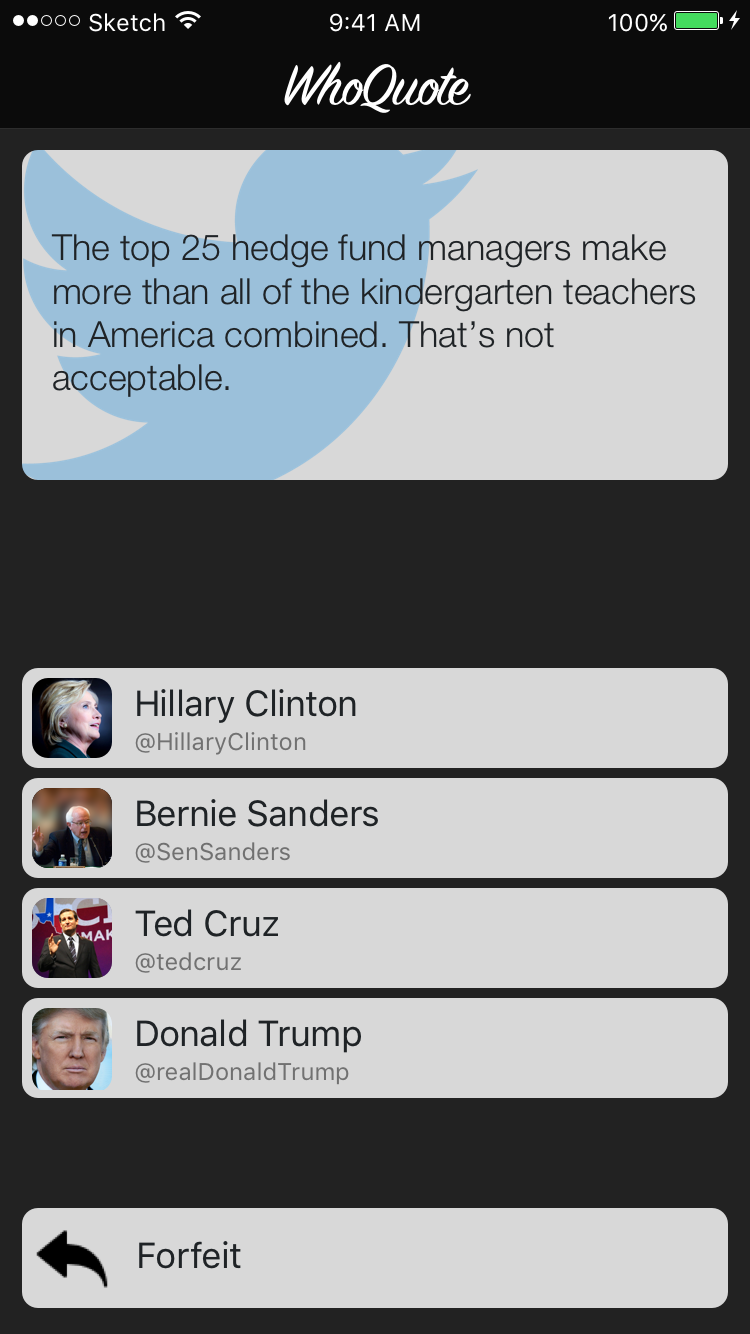 Sketch 9:41 AM 100%
WhoQuote
The top 25 hedge fund managers make
more than all of the kindergarten teachers
in America combined. That’s not
acceptable.
Hillary Clinton
@HillaryClinton
Bernie Sanders
@SenSanders
Ted Cruz
@tedcruz
MAK
Donald Trump
@realDonaldTrump
Forfeit